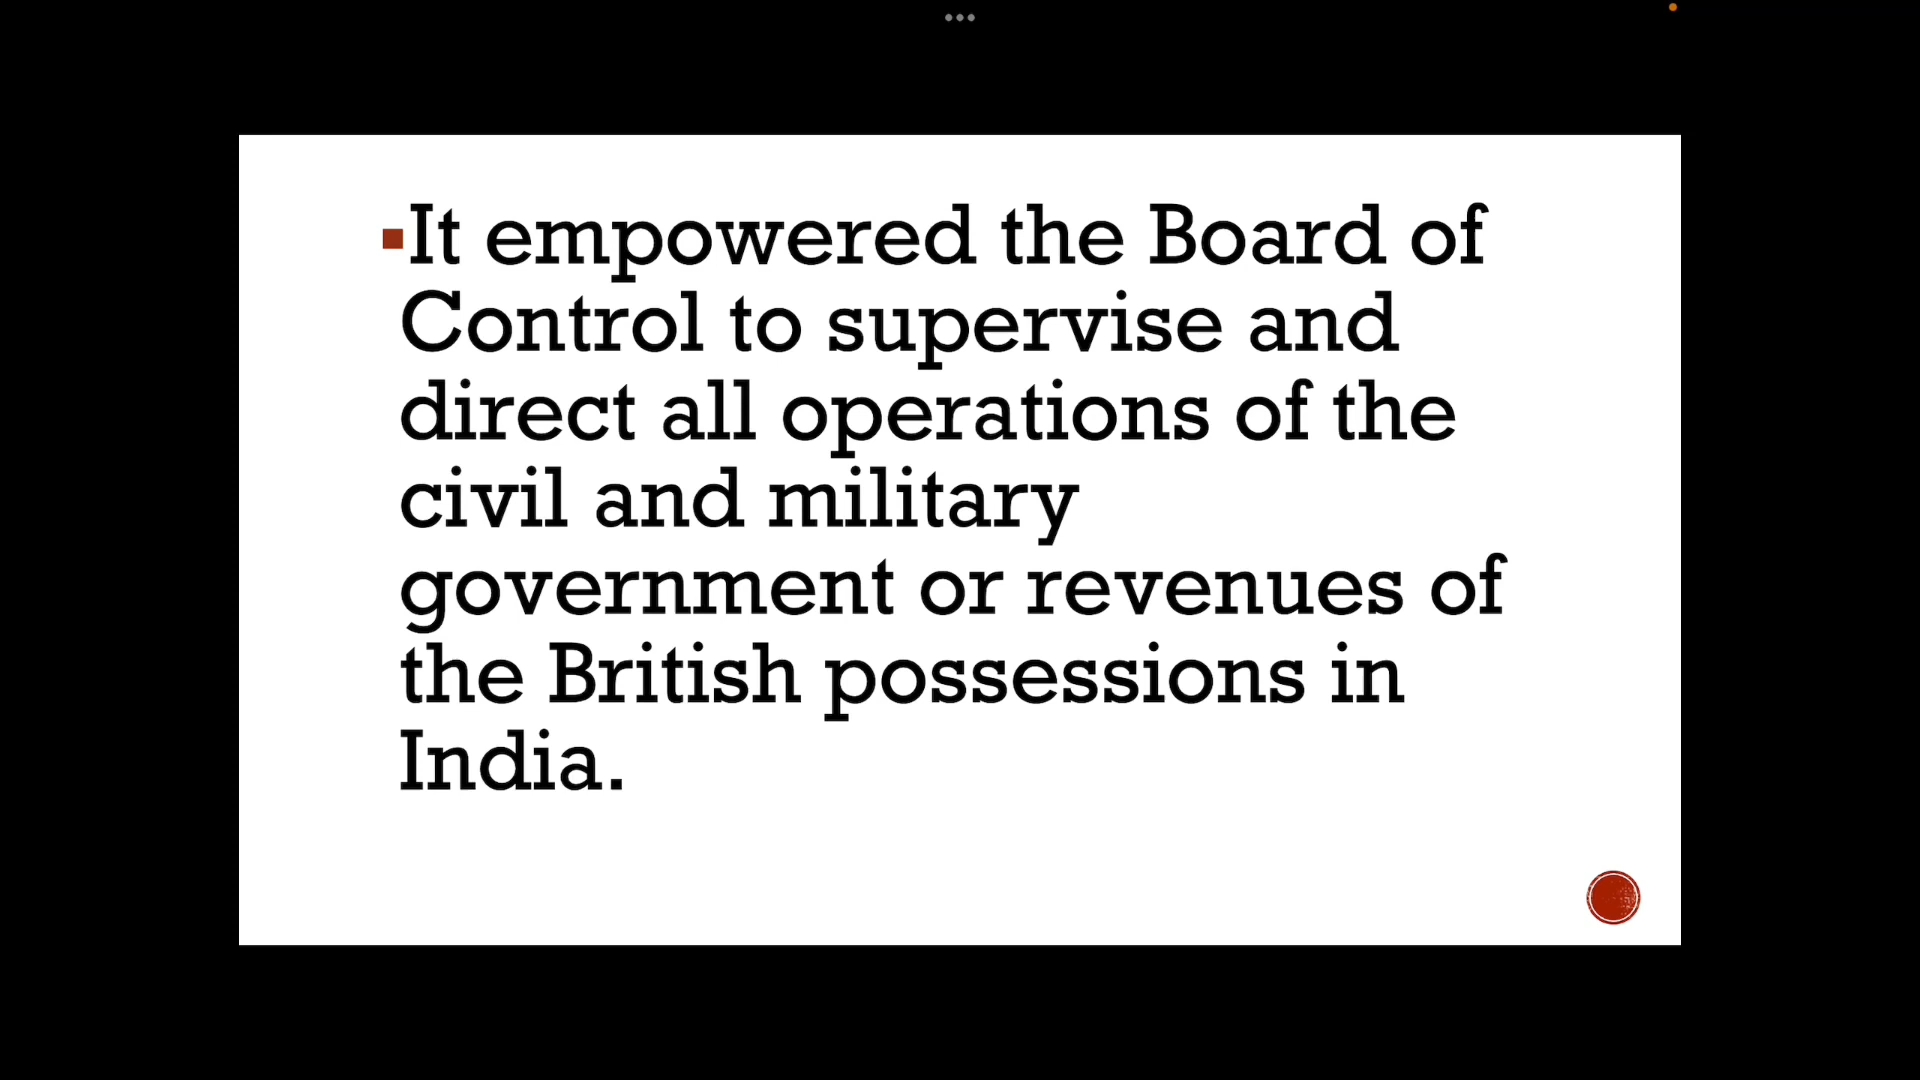 It empowered the Board of
Control to supervise and
direct all operations of the
civil and military
government or revenues of
the British possessions in
India.